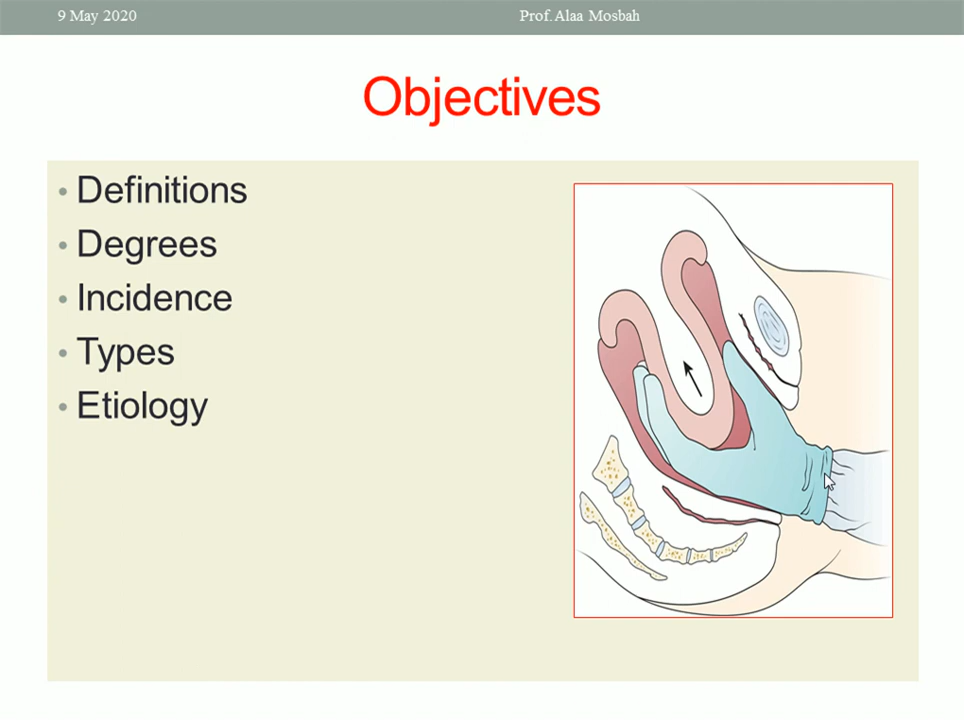 9 May 2020 Prof.Alaa Mosbah
Objectives
• Definitions
• Degrees
• Incidence
• Types
• Etiology